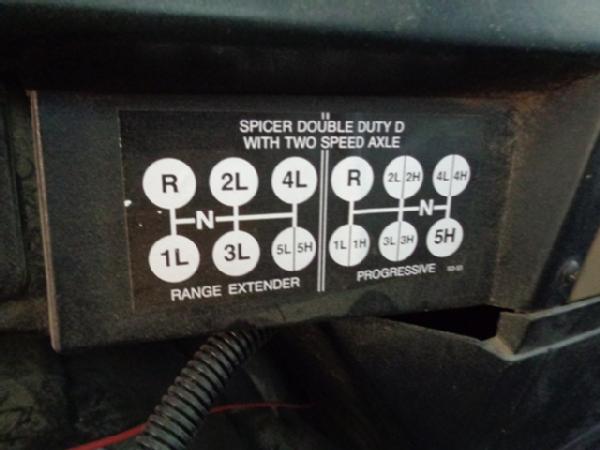 SPICER DOUBLE DUTY D
WITH TWO SPEED AXLE
R 2L 4L
N
1L 3L 5L 5H
RANGE EXTENDER
R 2L 2H 4L 4H
N
1L 1H 3L 3H 5H
PROGRESSIVE